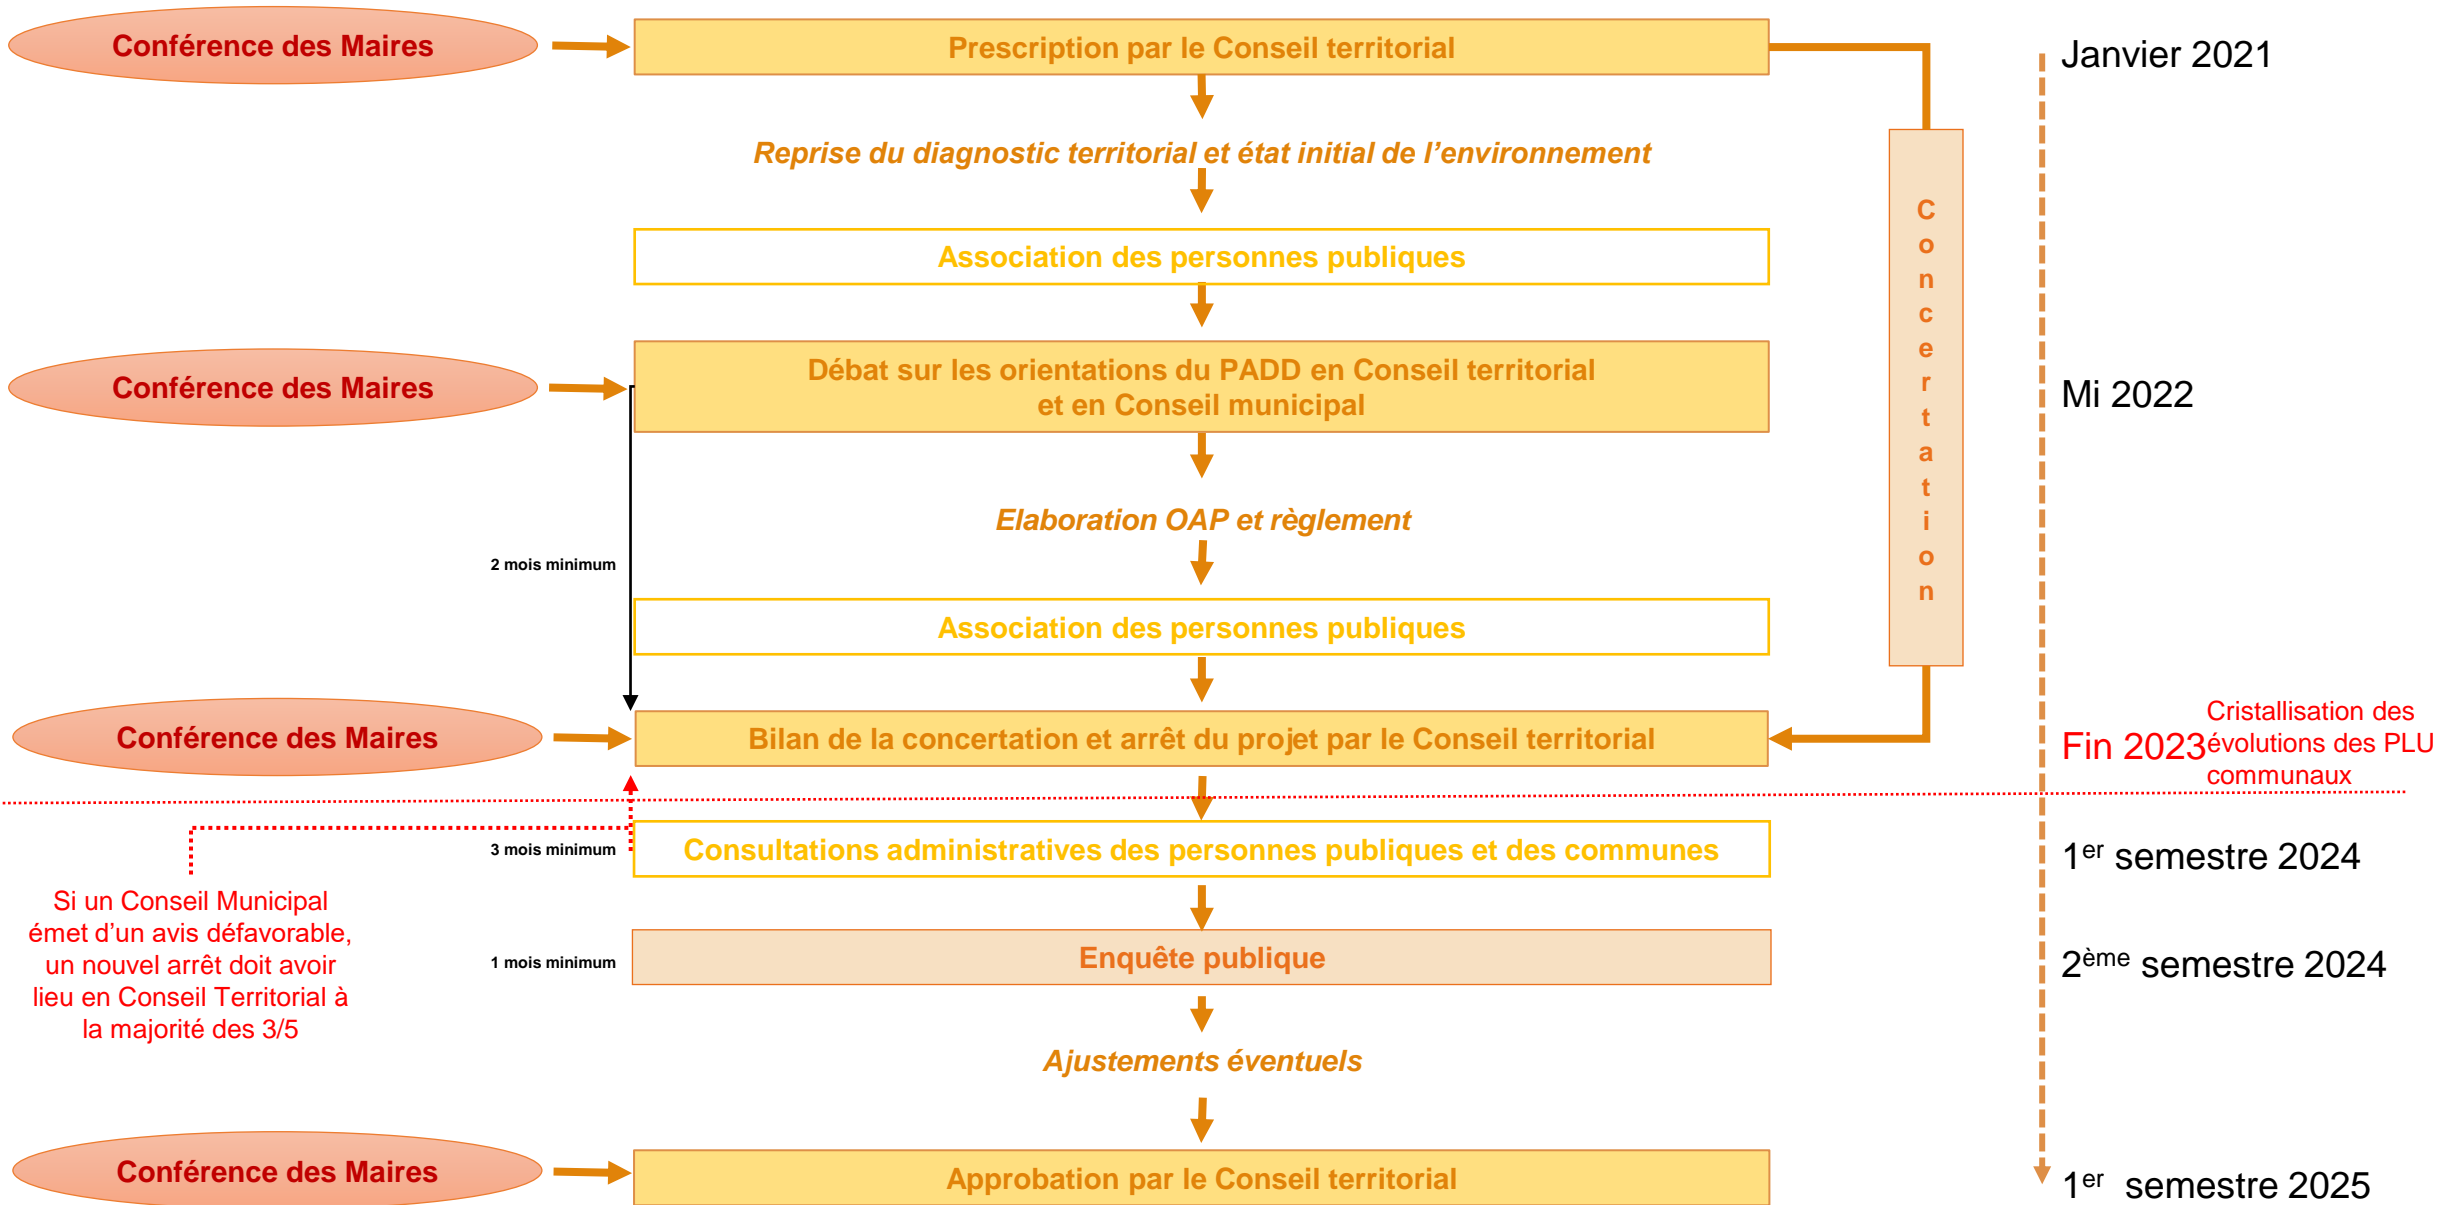 Conférence des Maires
Prescription par le Conseil territorial
Janvier 2021
Reprise du diagnostic territorial et état initial de l’environnement
Association des personnes publiques
Concertation
Conférence des Maires
Débat sur les orientations du PADD en Conseil territorial
et en Conseil municipal
Mi 2022
Elaboration OAP et règlement
2 mois minimum
Association des personnes publiques
Conférence des Maires
Bilan de la concertation et arrêt du projet par le Conseil territorial
Fin 2023
Cristallisation des
évolutions des PLU
communaux
3 mois minimum
Consultations administratives des personnes publiques et des communes
1er semestre 2024
Si un Conseil Municipal
émet d’un avis défavorable,
un nouvel arrêt doit avoir
lieu en Conseil Territorial à
la majorité des 3/5
1 mois minimum
Enquête publique
2ème semestre 2024
Ajustements éventuels
Conférence des Maires
Approbation par le Conseil territorial
1er semestre 2025